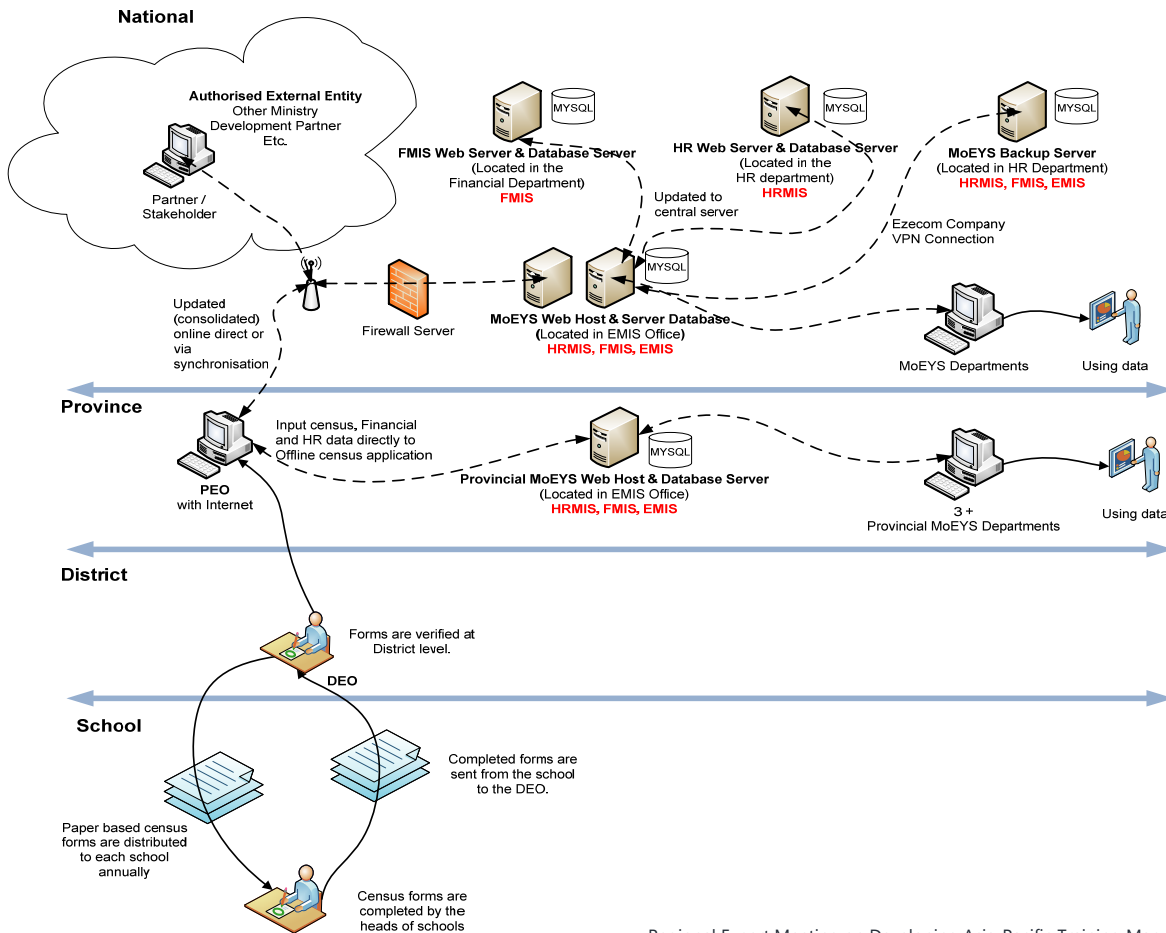 National
Authorised External Entity
Other Ministry
Development Partner
Etc.
Partner /
Stakeholder
MYSQL
FMIS Web Server & Database Server
(Located in the
Financial Department)
FMIS
MYSQL
HR Web Server & Database Server
(Located in the
HR department)
HRMIS
MYSQL
MoEYS Backup Server
(Located in HR Department)
HRMIS, FMIS, EMIS
Updated to
central server
Ezecom Company
VPN Connection
Updated
(consolidated)
online direct or
via
synchronisation
Firewall Server
MYSQL
MoEYS Web Host & Server Database
(Located in EMIS Office)
HRMIS, FMIS, EMIS
MoEYS Departments
Using data
Province
PEO
with Internet
Input census, Financial
and HR data directly to
Offline census application
MYSQL
Provincial MoEYS Web Host & Database Server
(Located in EMIS Office)
HRMIS, FMIS, EMIS
3 +
Provincial MoEYS Departments
Using data
District
Forms are verified at
District level.
DEO
School
Completed forms are
sent from the school
to the DEO.
Paper based census
forms are distributed
to each school
annually
Census forms are
completed by the
heads of schools